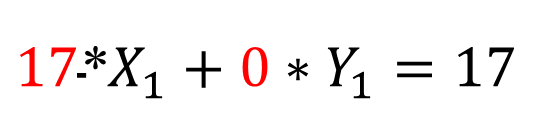 17*X₁ + 0 * Y₁ = 17